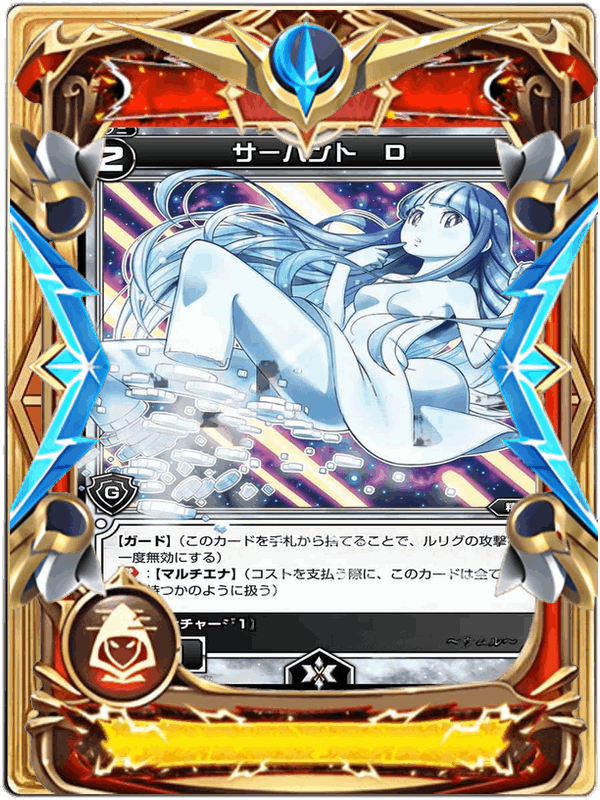 2
サーバント　O
G
【ガード】（このカードを手札から捨てることで、ルリグの攻撃
一度無効にする）
：【マルチエナ】（コストを支払う際に、このカードは全て
持つかのように扱う）
チャージ１）